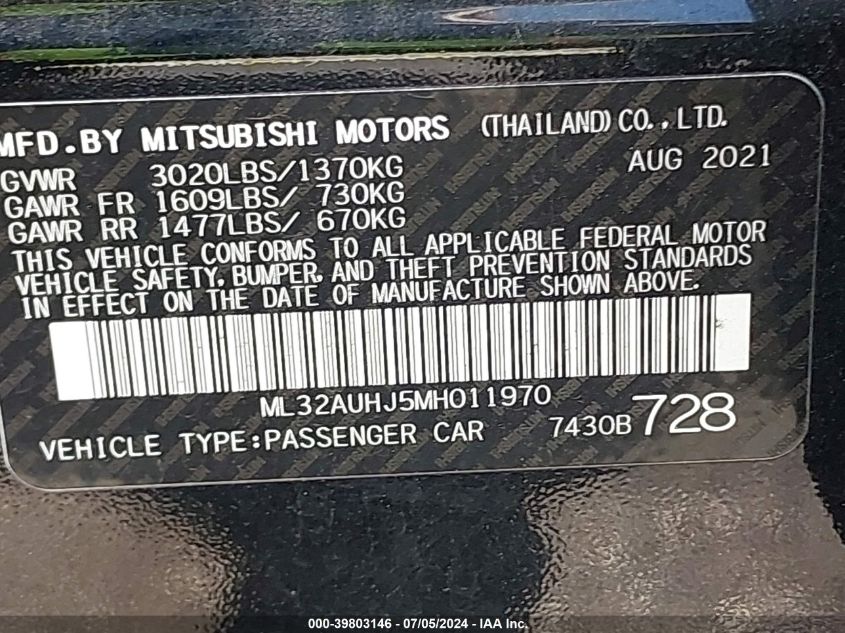 MFD. BY MITSUBISHI MOTORS (THAILAND) CO., LTD.
GVWR 3020LBS/1370KG AUG 2021
GAWR FR 1609LBS/ 730KG
GAWR RR 1477LBS/ 670KG
THIS VEHICLE CONFORMS TO ALL APPLICABLE FEDERAL MOTOR
VEHICLE SAFETY, BUMPER, AND THEFT PREVENTION STANDARDS
IN EFFECT ON THE DATE OF MANUFACTURE SHOWN ABOVE.
ML32AUHJ5MH011970
VEHICLE TYPE:PASSENGER CAR 7430B 728
000-39803146 - 07/05/2024 - IAA Inc.